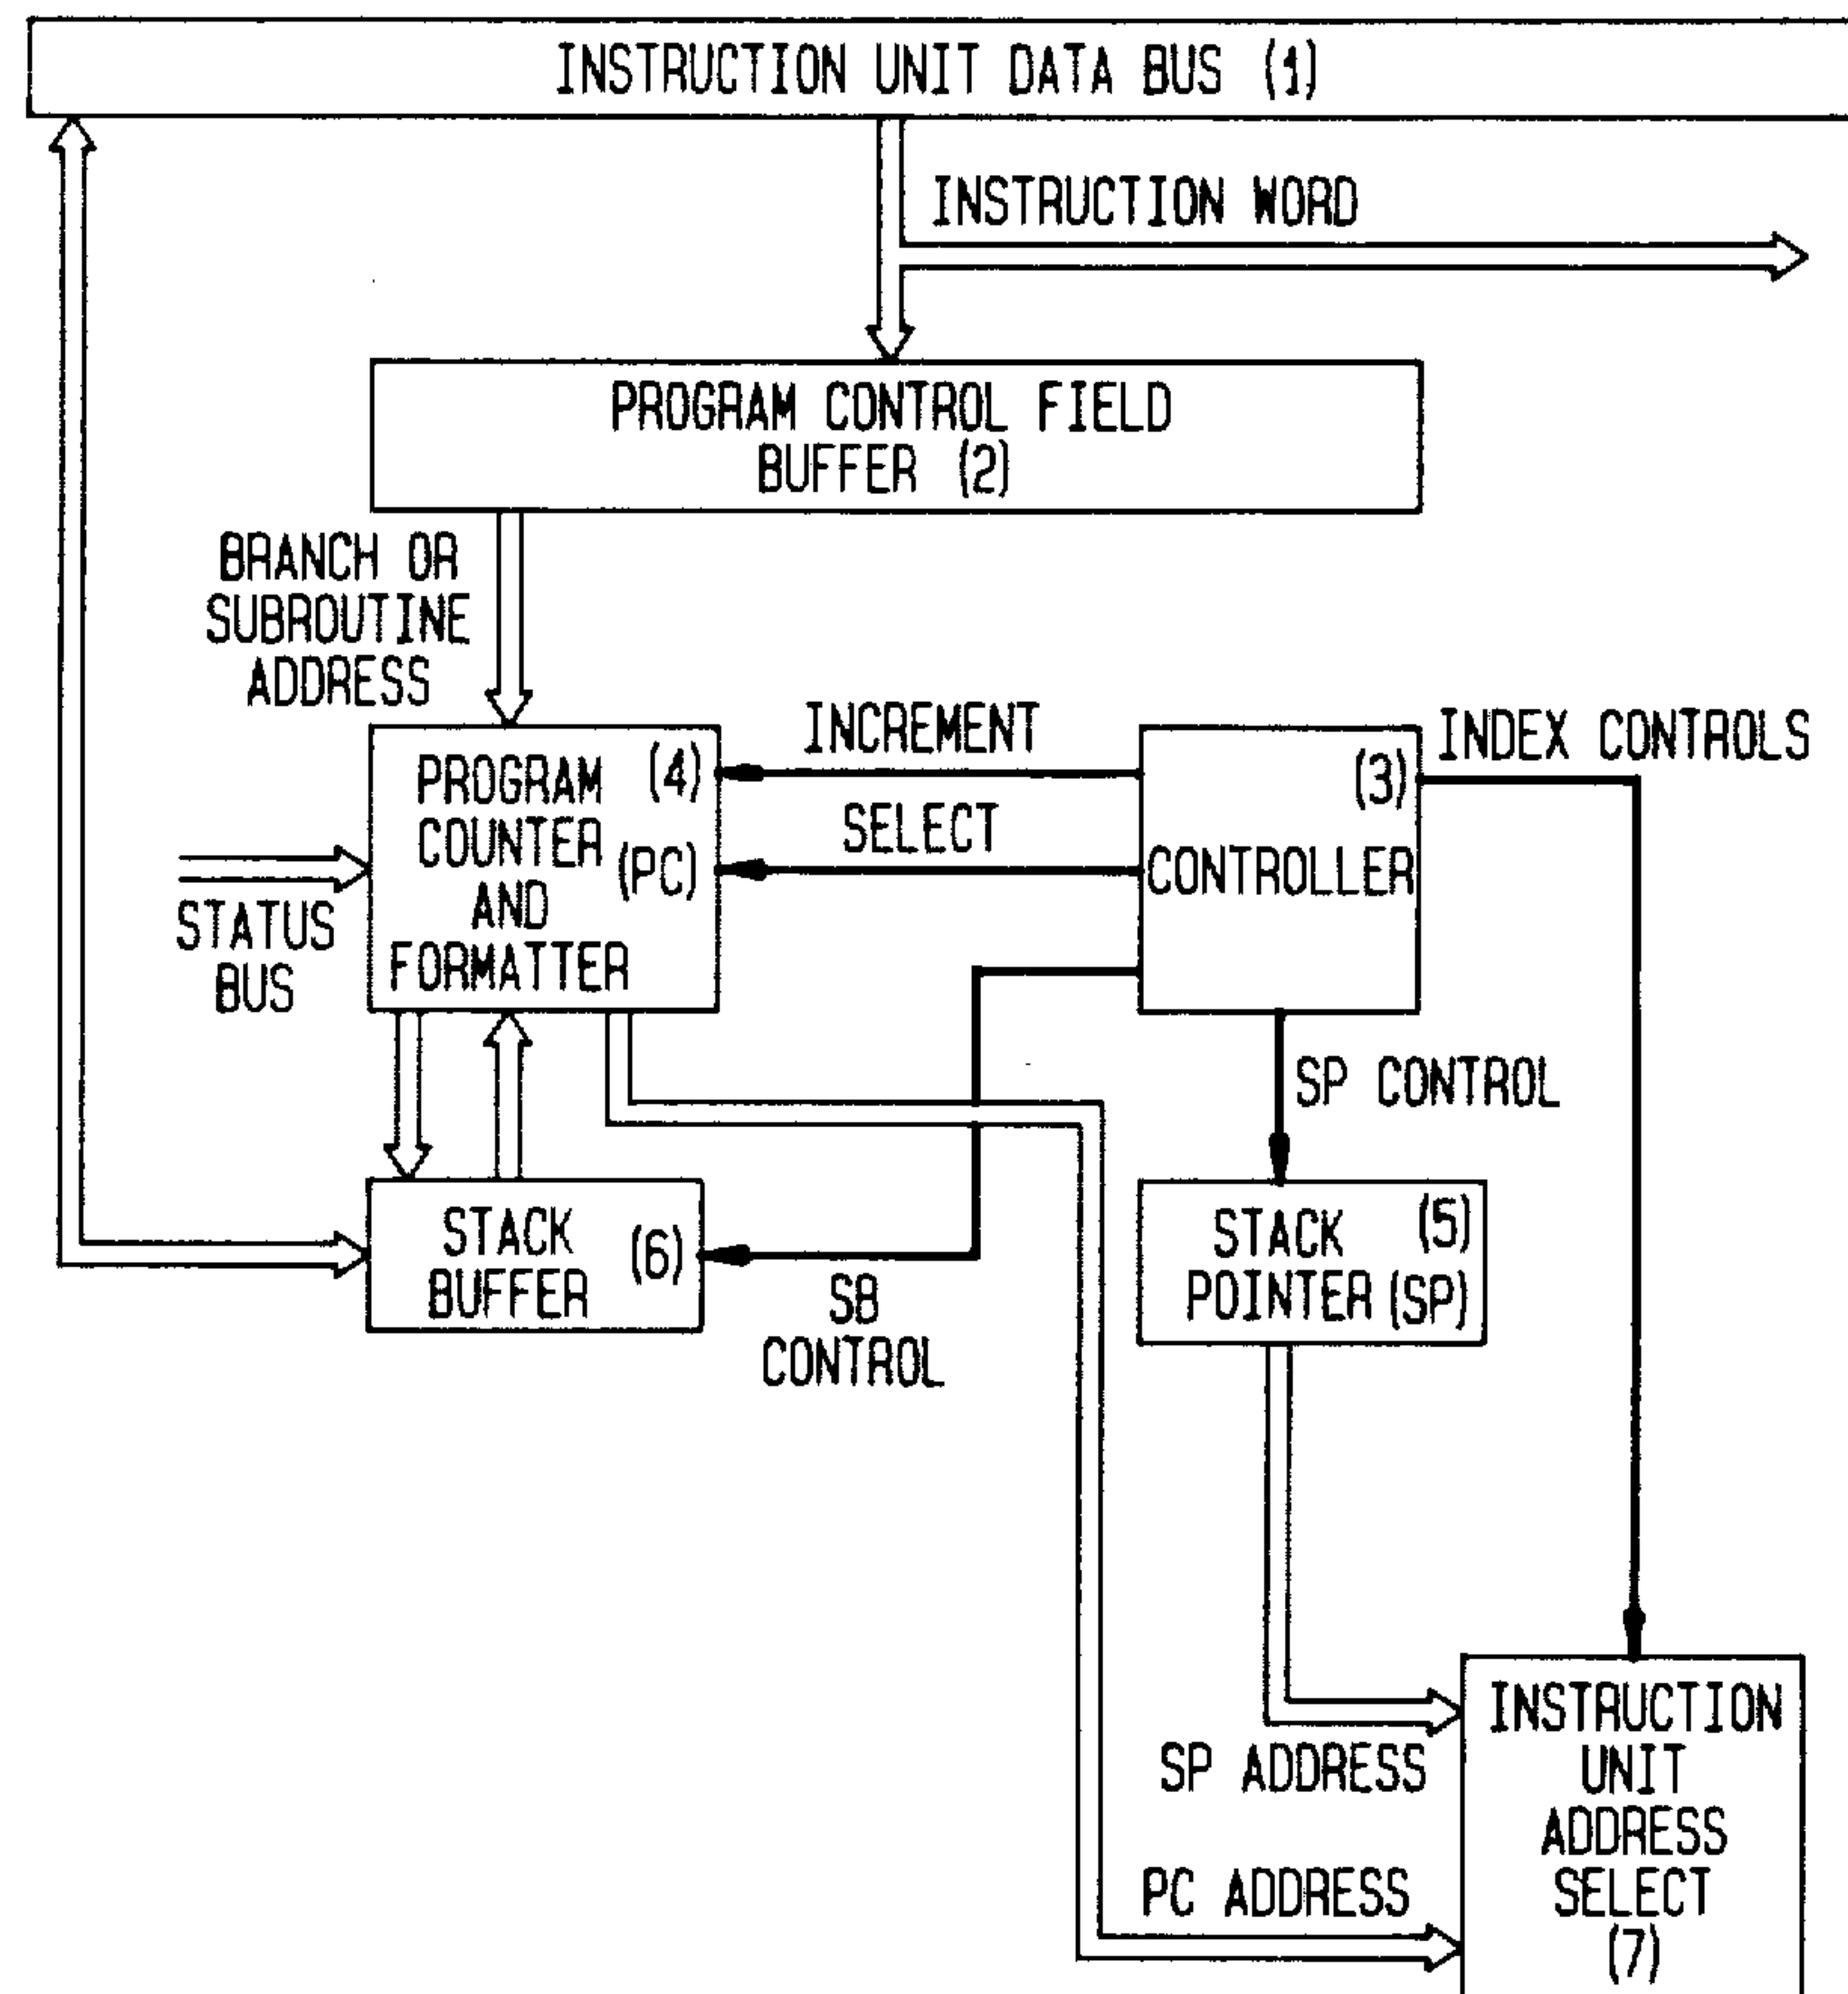 INSTRUCTION UNIT DATA BUS (1)
INSTRUCTION WORD
PROGRAM CONTROL FIELD
BUFFER (2)
BRANCH OR
SUBROUTINE
ADDRESS
PROGRAM (4)
COUNTER
(PC)
AND
FORMATTER
INCREMENT
SELECT
(3)
CONTROLLER
INDEX CONTROLS
STATUS
BUS
SP CONTROL
STACK
BUFFER
(6)
SB
CONTROL
STACK (5)
POINTER (SP)
SP ADDRESS
PC ADDRESS
INSTRUCTION
UNIT
ADDRESS
SELECT
(7)